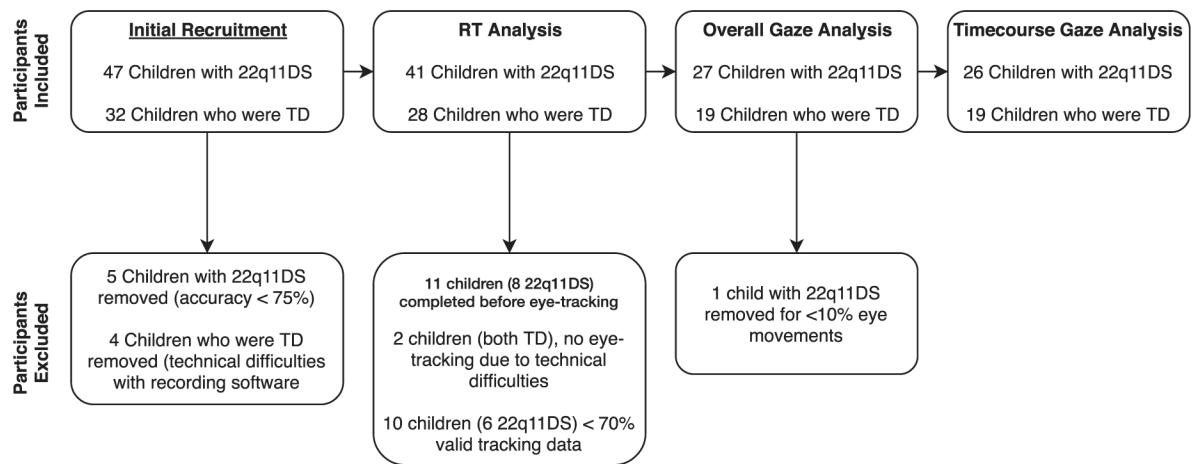 Participants
Included
Initial Recruitment
47 Children with 22q11DS
32 Children who were TD
RT Analysis
41 Children with 22q11DS
28 Children who were TD
Overall Gaze Analysis
27 Children with 22q11DS
19 Children who were TD
Timecourse Gaze Analysis
26 Children with 22q11DS
19 Children who were TD
Participants
Excluded
5 Children with 22q11DS
removed (accuracy < 75%)
4 Children who were TD
removed (technical difficulties
with recording software
11 children (8 22q11DS)
completed before eye-tracking
2 children (both TD), no eye-
tracking due to technical
difficulties
10 children (6 22q11DS) < 70%
valid tracking data
1 child with 22q11DS
removed for <10% eye
movements